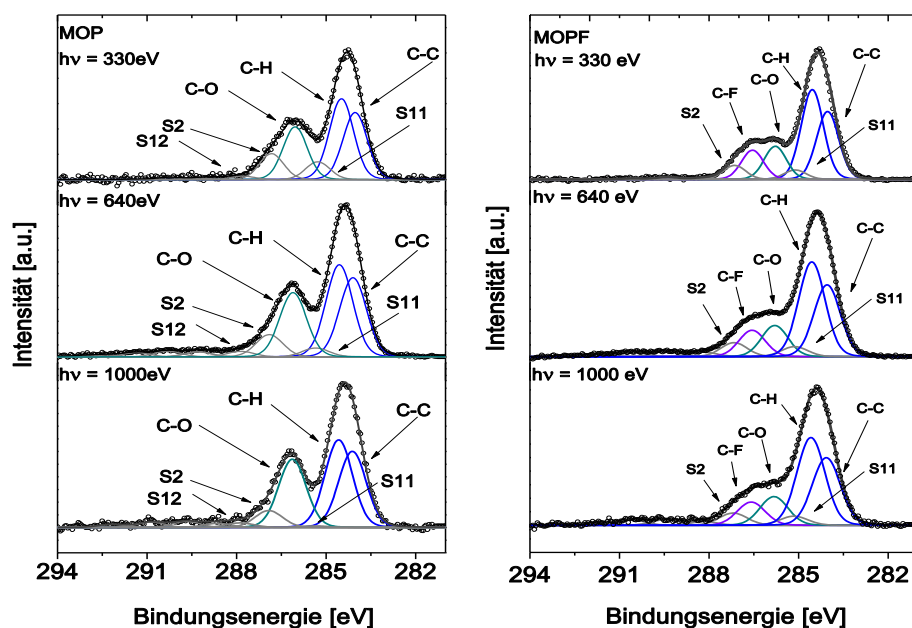 MOP
hν = 330eV
C-H
C-C
C-O
S2
S12
S11
hν = 640eV
C-H
C-O
C-C
S2
S12
S11
hν = 1000eV
C-H
C-C
C-O
S2
S12
S11
Intensität [a.u.]
294 291 288 285 282
Bindungsenergie [eV]
MOPF
hν = 330 eV
C-H
C-C
C-O
C-F
S2
S11
hν = 640 eV
C-H
C-C
C-O
C-F
S2
S11
hν = 1000 eV
C-H
C-C
C-O
C-F
S2
S11
Intensität [a.u.]
294 291 288 285 282
Bindungsenergie [eV]